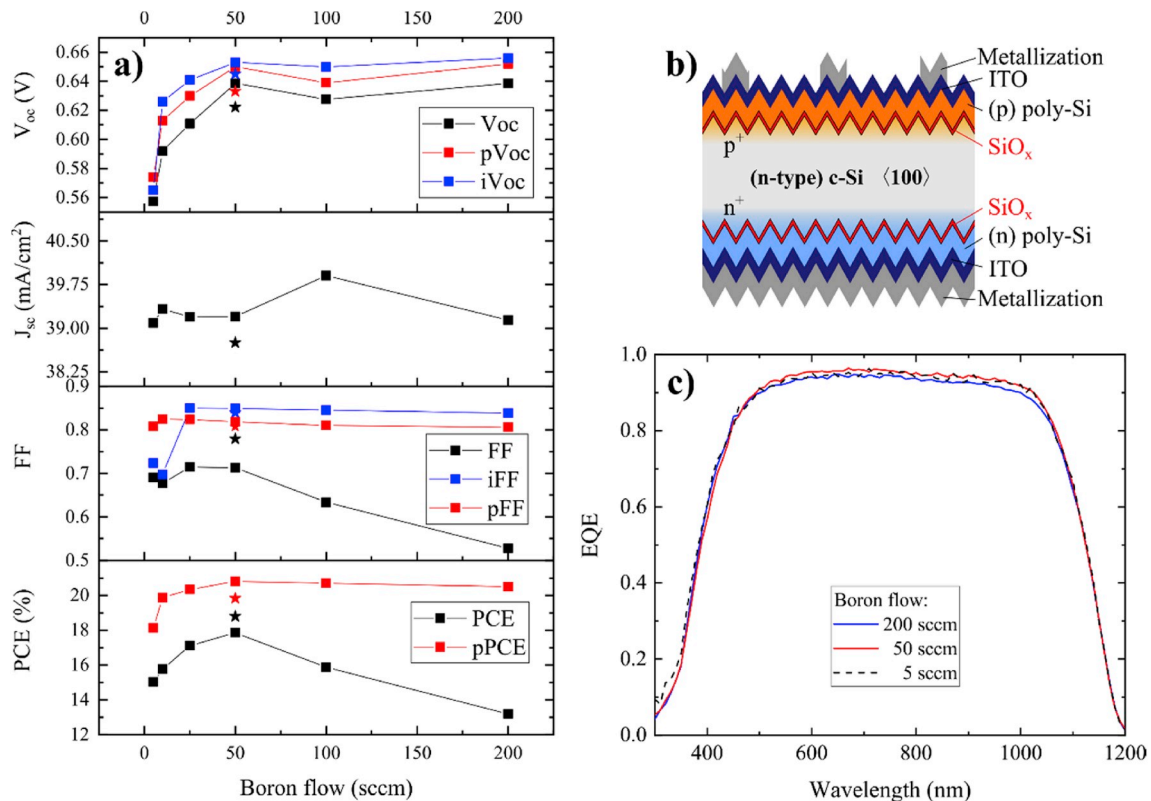 0 50 100 150 200
a)
0.66
0.64
0.62
0.60
0.58
0.56
V_oc (V)
Voc
pVoc
iVoc
40.50
39.75
39.00
38.25
J_sc (mA/cm²)
0.9
0.8
0.7
0.6
0.5
FF
FF
iFF
pFF
20
18
16
14
12
PCE (%)
PCE
pPCE
0 50 100 150 200
Boron flow (sccm)
b)
Metallization
ITO
(p) poly-Si
SiOₓ
p⁺
(n-type) c-Si ⟨100⟩
n⁺
SiOₓ
(n) poly-Si
ITO
Metallization
c)
1.0
0.8
0.6
0.4
0.2
0.0
EQE
Boron flow:
200 sccm
50 sccm
5 sccm
400 600 800 1000 1200
Wavelength (nm)